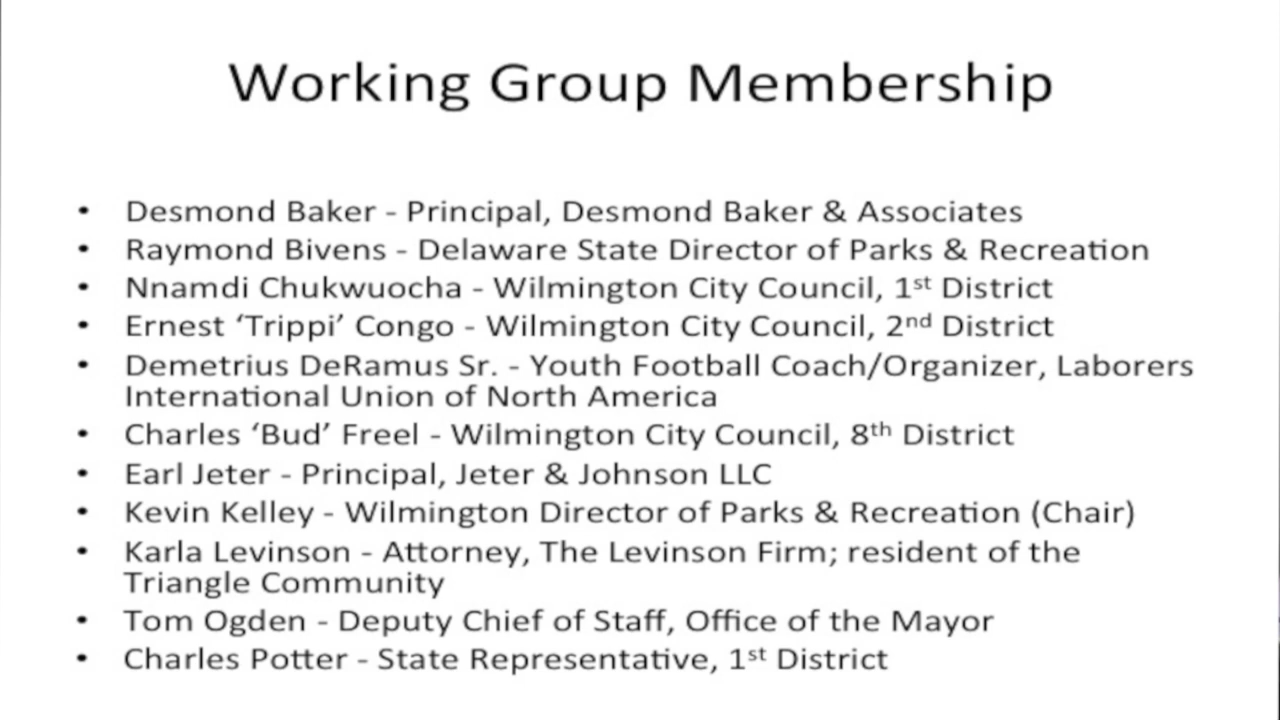 Working Group Membership
• Desmond Baker - Principal, Desmond Baker & Associates
• Raymond Bivens - Delaware State Director of Parks & Recreation
• Nnamdi Chukwuocha - Wilmington City Council, 1st District
• Ernest ‘Trippi’ Congo - Wilmington City Council, 2nd District
• Demetrius DeRamus Sr. - Youth Football Coach/Organizer, Laborers
International Union of North America
• Charles ‘Bud’ Freel - Wilmington City Council, 8th District
• Earl Jeter - Principal, Jeter & Johnson LLC
• Kevin Kelley - Wilmington Director of Parks & Recreation (Chair)
• Karla Levinson - Attorney, The Levinson Firm; resident of the
Triangle Community
• Tom Ogden - Deputy Chief of Staff, Office of the Mayor
• Charles Potter - State Representative, 1st District